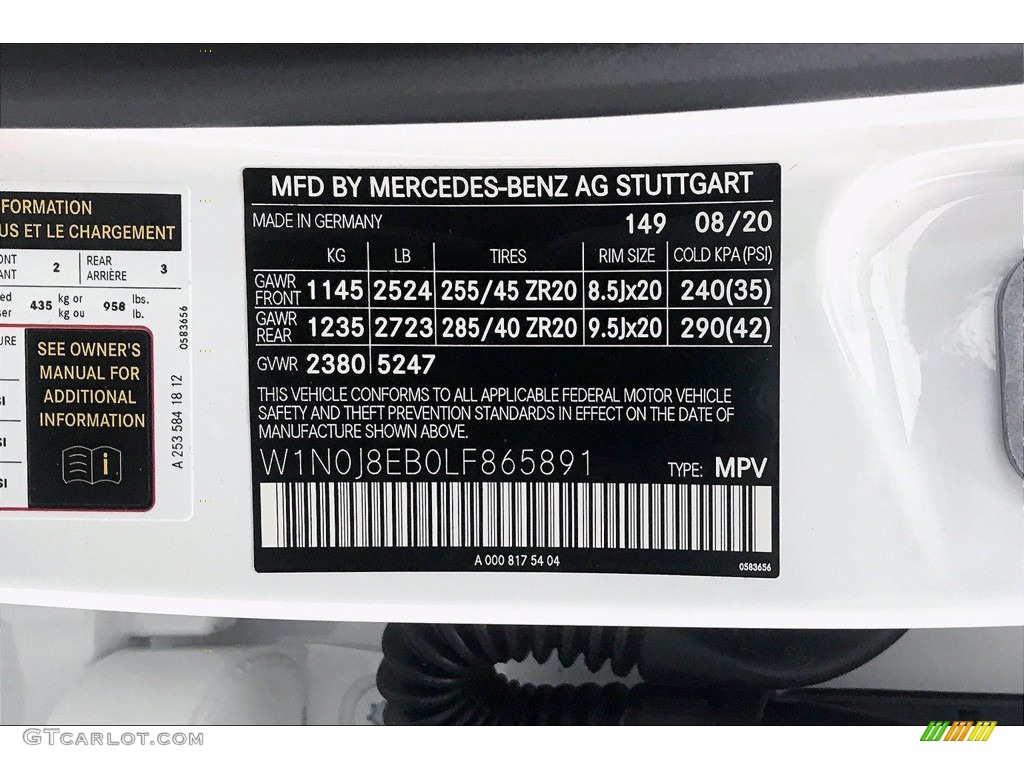 FORMATION
US ET LE CHARGEMENT
2
REAR
ARRIÈRE
3
435 kg or
kg ou
958 lbs.
lb.
0583656
SEE OWNER'S
MANUAL FOR
ADDITIONAL
INFORMATION
i
A 253 584 18 12
MFD BY MERCEDES-BENZ AG STUTTGART
MADE IN GERMANY 149 08/20
KG LB TIRES RIM SIZE COLD KPA(PSI)
GAWR
FRONT 1145 2524 255/45 ZR20 8.5Jx20 240(35)
GAWR
REAR 1235 2723 285/40 ZR20 9.5Jx20 290(42)
GVWR 2380 5247
THIS VEHICLE CONFORMS TO ALL APPLICABLE FEDERAL MOTOR VEHICLE
SAFETY AND THEFT PREVENTION STANDARDS IN EFFECT ON THE DATE OF
MANUFACTURE SHOWN ABOVE.
W1N0J8EB0LF865891 TYPE: MPV
A 000 817 54 04
0583656
GTCARLOT.COM